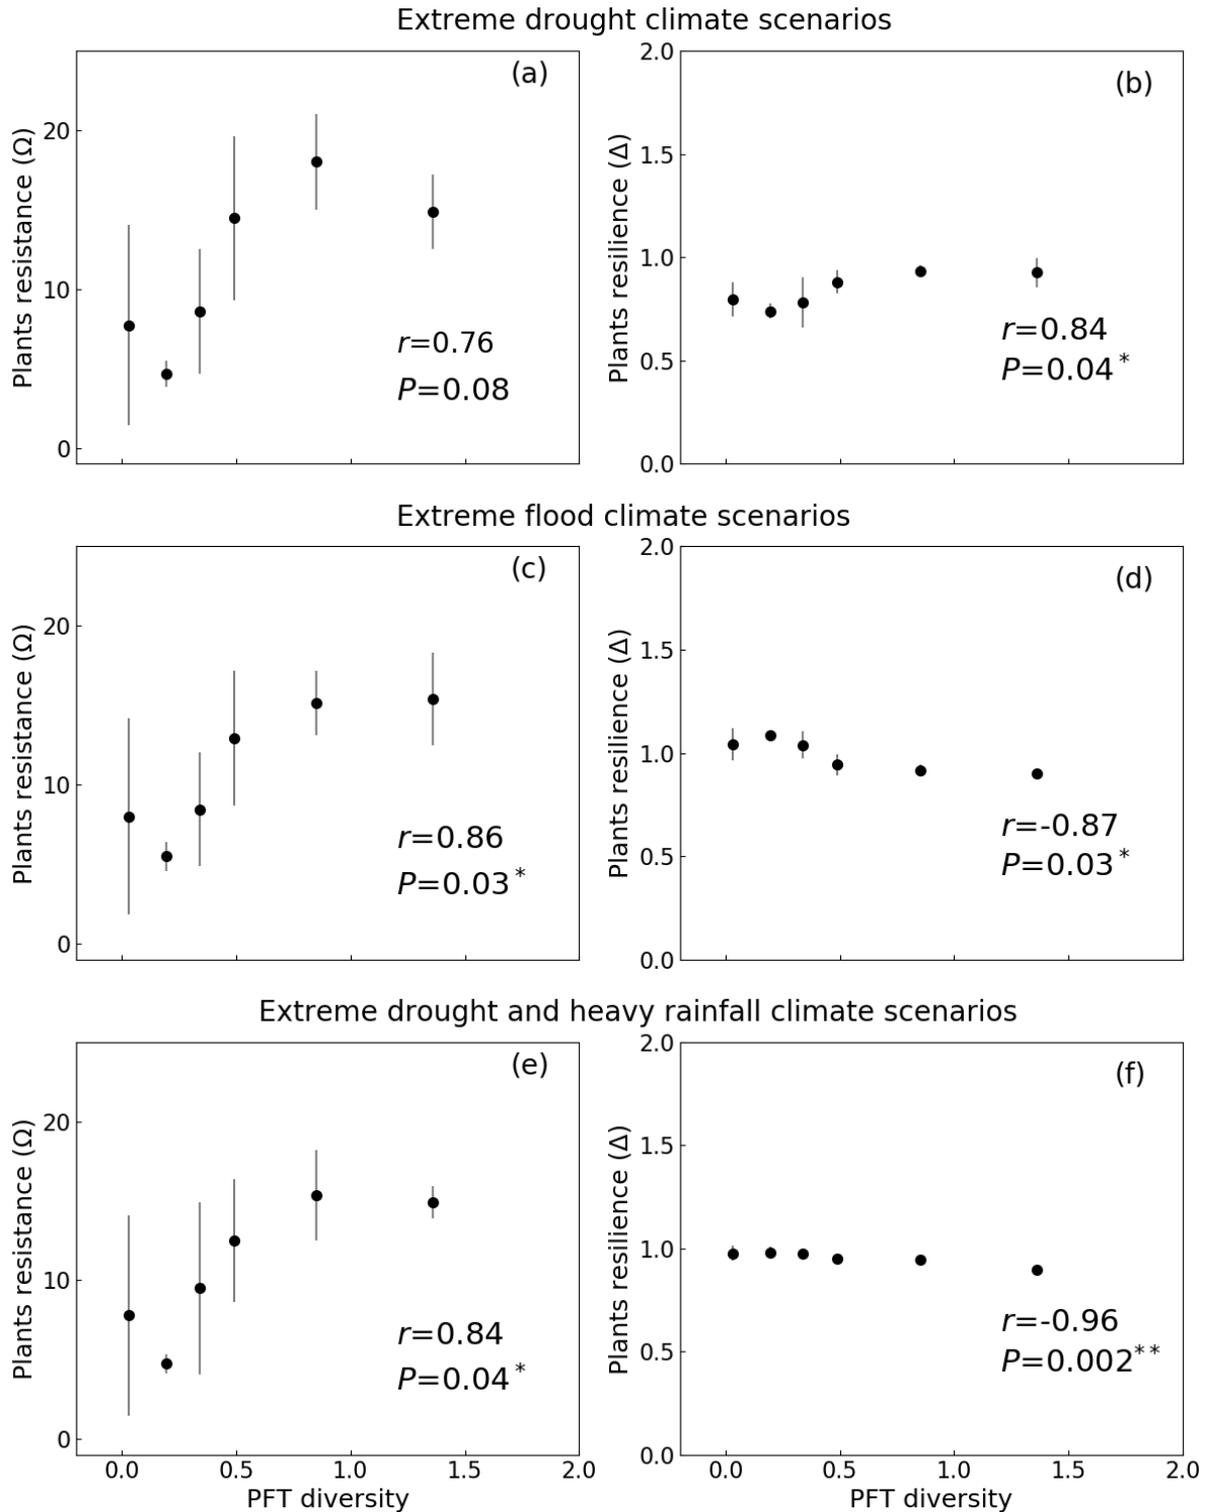 Extreme drought climate scenarios
(a)
Plants resistance (Ω)
20
10
0
r=0.76
P=0.08
(b)
Plants resilience (Δ)
2.0
1.5
1.0
0.5
0.0
r=0.84
P=0.04*
Extreme flood climate scenarios
(c)
Plants resistance (Ω)
20
10
0
r=0.86
P=0.03*
(d)
Plants resilience (Δ)
2.0
1.5
1.0
0.5
0.0
r=-0.87
P=0.03*
Extreme drought and heavy rainfall climate scenarios
(e)
Plants resistance (Ω)
20
10
0
r=0.84
P=0.04*
0.0 0.5 1.0 1.5 2.0
PFT diversity
(f)
Plants resilience (Δ)
2.0
1.5
1.0
0.5
0.0
r=-0.96
P=0.002**
0.0 0.5 1.0 1.5 2.0
PFT diversity